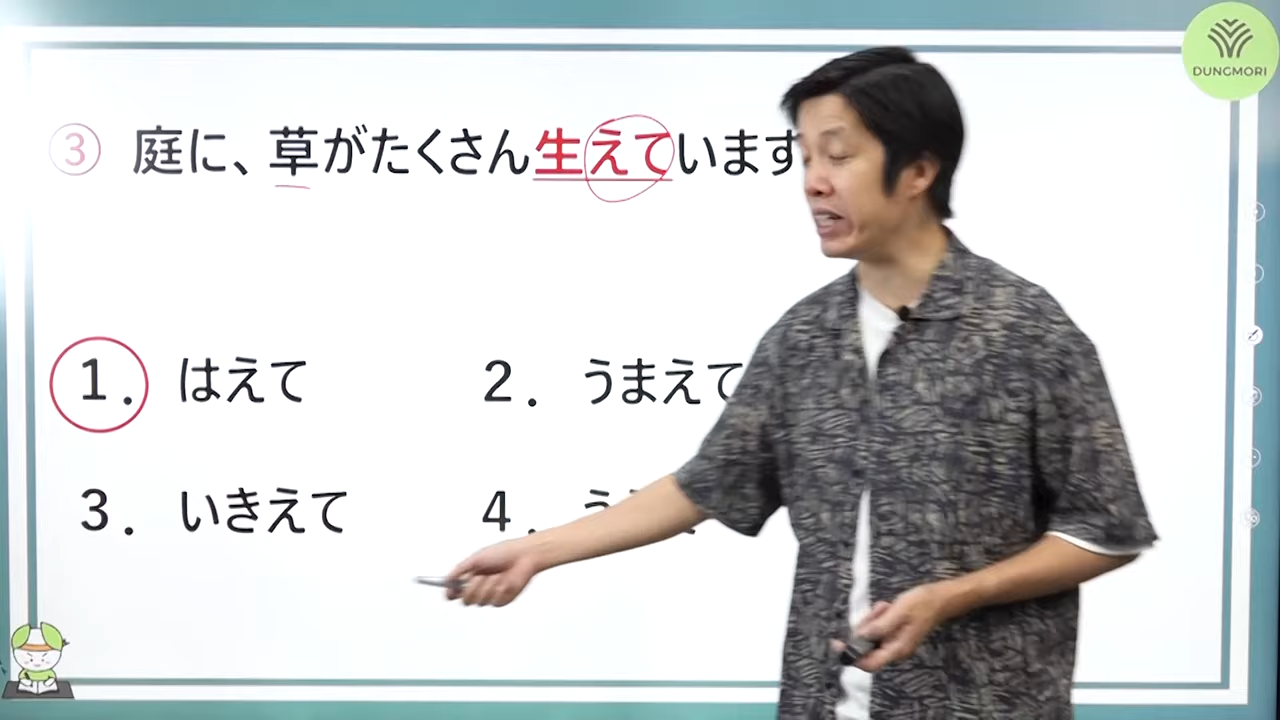 DUNGMORI
③ 庭に、草がたくさん生えています
1. はえて 2. うまえて
3. いきえて 4.